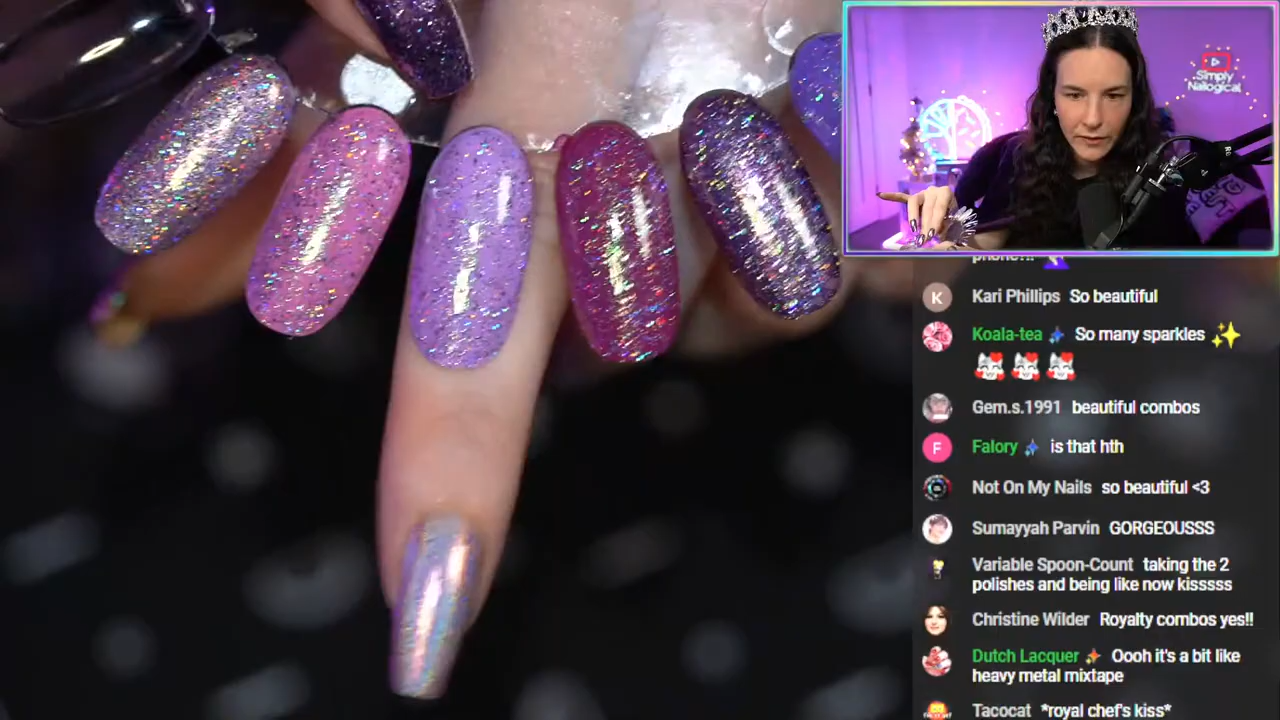 Simply
Nailogical
phone!!!
Kari Phillips So beautiful
Koala-tea So many sparkles
Gem.s.1991 beautiful combos
Falory is that hth
Not On My Nails so beautiful <3
Sumayyah Parvin GORGEOUSSS
Variable Spoon-Count taking the 2
polishes and being like now kisssss
Christine Wilder Royalty combos yes!!
Dutch Lacquer Oooh it's a bit like
heavy metal mixtape
Tacocat *royal chef's kiss*
K
F